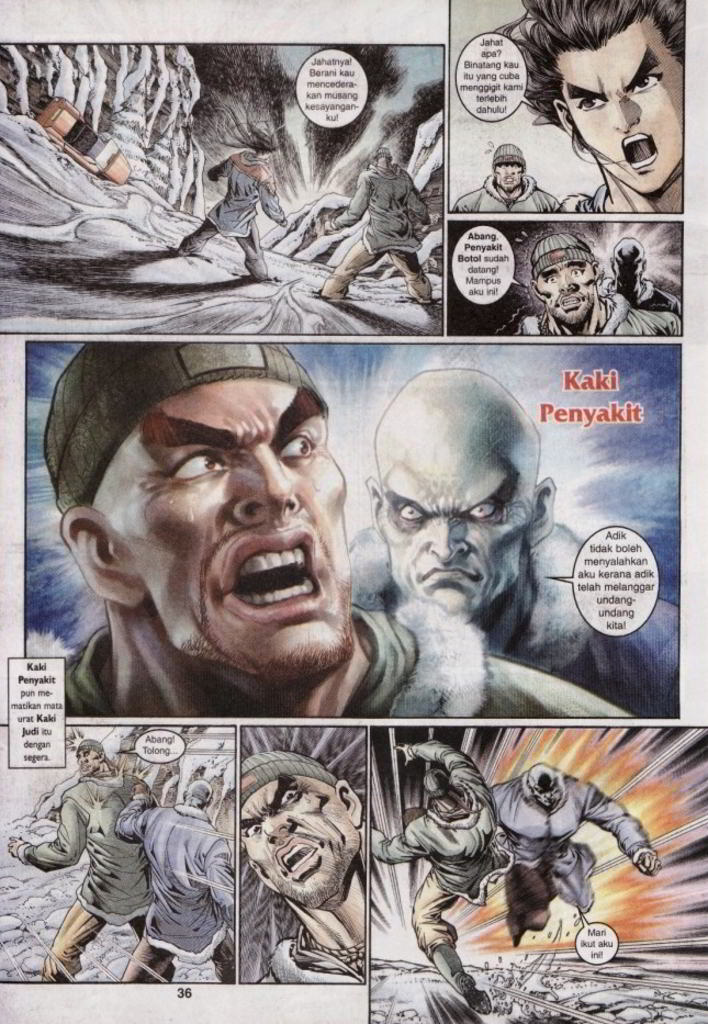 Jahatnya!
Berani kau
mencedera-
kan musang
kesayangan-
ku!
Jahat
apa?
Binatang kau
itu yang cuba
menggigit kami
terlebih
dahulu!
Abang,
Penyakit
Botol sudah
datang!
Mampus
aku ini!
Kaki
Penyakit
Adik
tidak boleh
menyalahkan
aku kerana adik
telah melanggar
undang-
undang
kita!
Kaki
Penyakit
pun me-
matikan mata
urat Kaki
Judi itu
dengan
segera.
Abang!
Tolong...
Mari
ikut aku
ini!
36